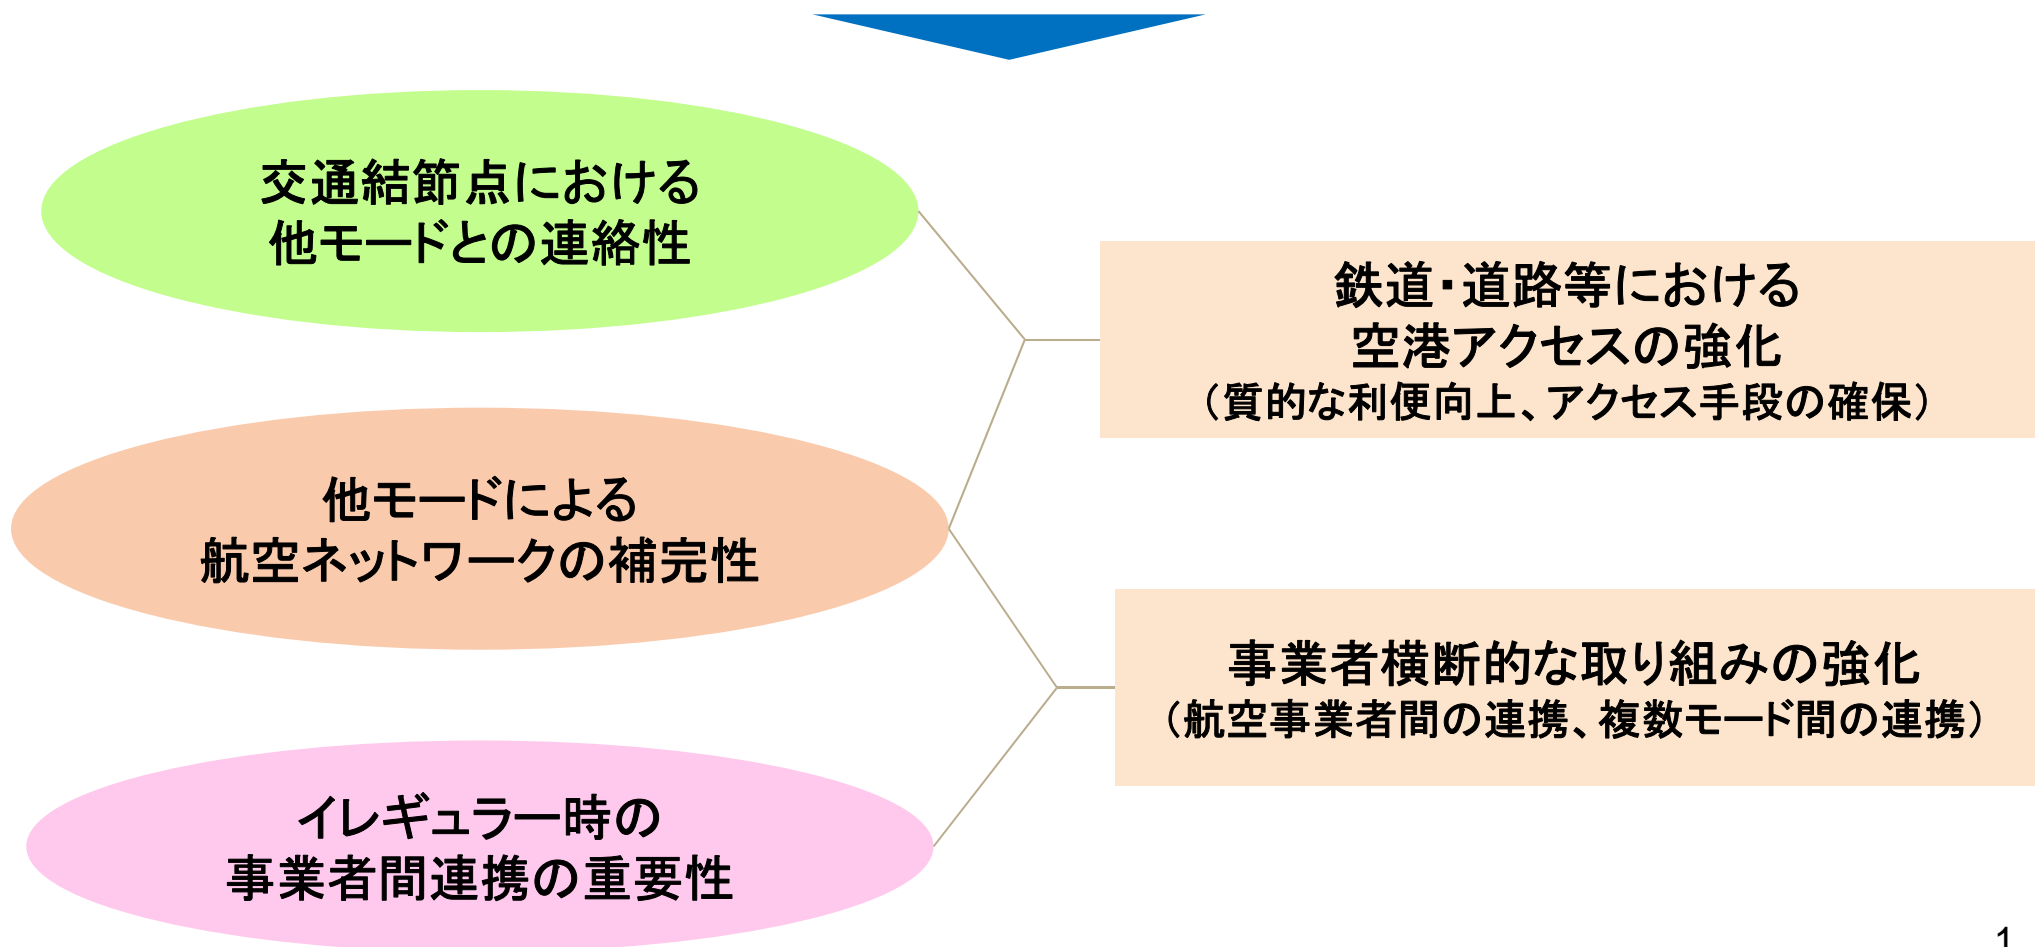 交通結節点における
他モードとの連絡性
鉄道・道路等における
空港アクセスの強化
（質的な利便向上、アクセス手段の確保）
他モードによる
航空ネットワークの補完性
事業者横断的な取り組みの強化
（航空事業者間の連携、複数モード間の連携）
イレギュラー時の
事業者間連携の重要性
1